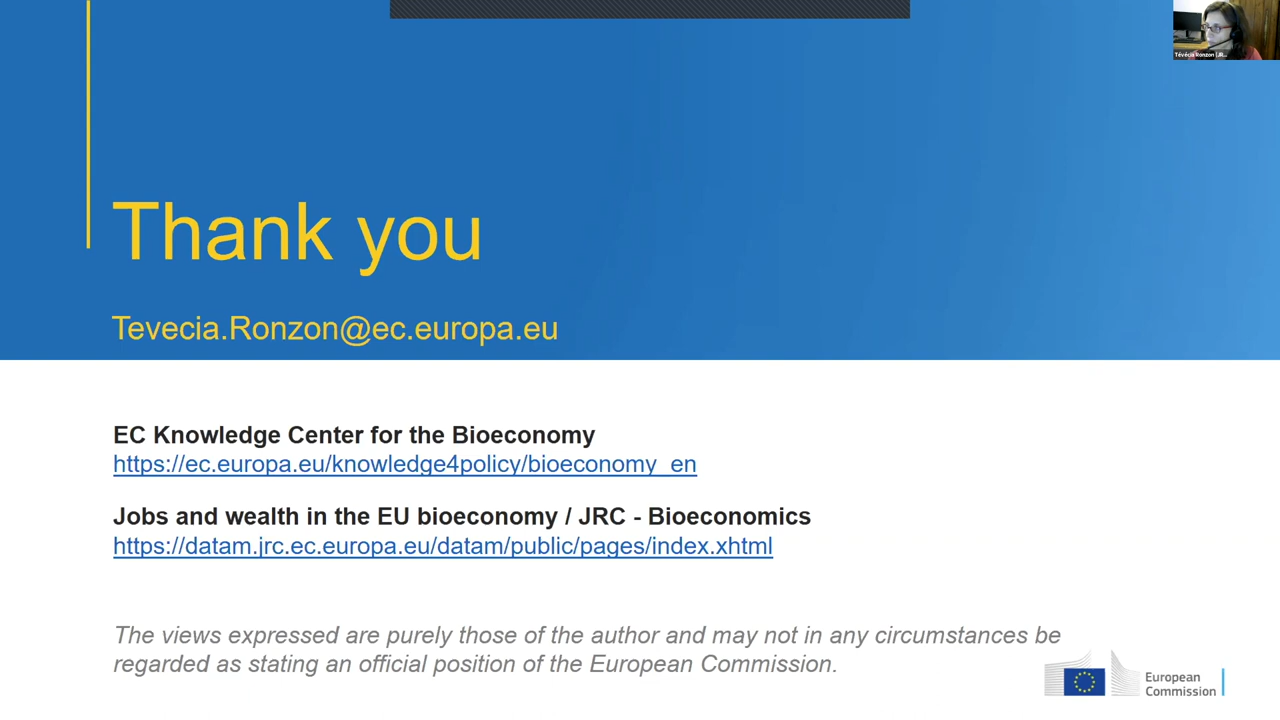 Tévécia Ronzon (JR...
Thank you
Tevecia.Ronzon@ec.europa.eu
EC Knowledge Center for the Bioeconomy
https://ec.europa.eu/knowledge4policy/bioeconomy_en
Jobs and wealth in the EU bioeconomy / JRC - Bioeconomics
https://datam.jrc.ec.europa.eu/datam/public/pages/index.xhtml
The views expressed are purely those of the author and may not in any circumstances be
regarded as stating an official position of the European Commission.
European
Commission